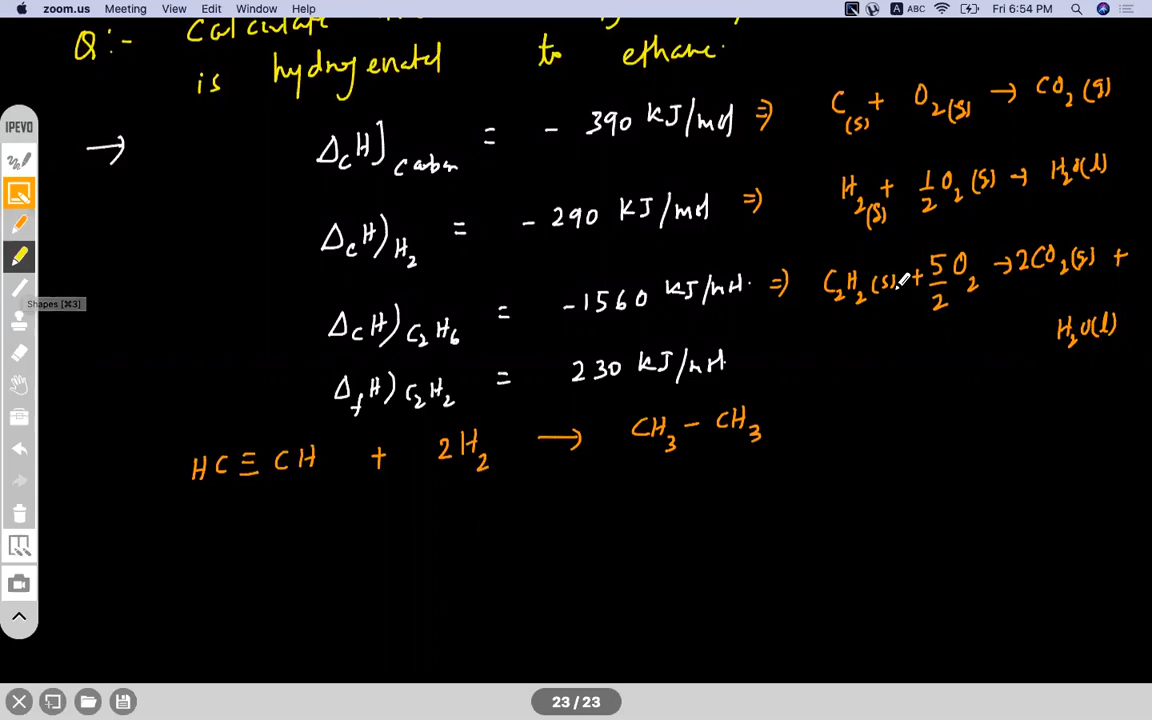 zoom.us Meeting View Window Help A ABC Fri 6:54 PM
Q:- Calculate
is hydrogenated to ethane.
→ ΔcH]Carbon = - 390 KJ/mol ⇒ C(s) + O2(g) → CO2(g)
ΔcH)H2 = - 290 KJ/mol ⇒ H2(g) + 1/2 O2(g) → H2O(l)
ΔcH)C2H6 = -1560 KJ/mol. ⇒ C2H2(g) + 5/2 O2 → 2CO2(g) +
H2O(l)
ΔfH)C2H2 = 230 KJ/mol
HC≡CH + 2H2 → CH3 - CH3
IPEVO
Shapes [⌘3]
23 / 23